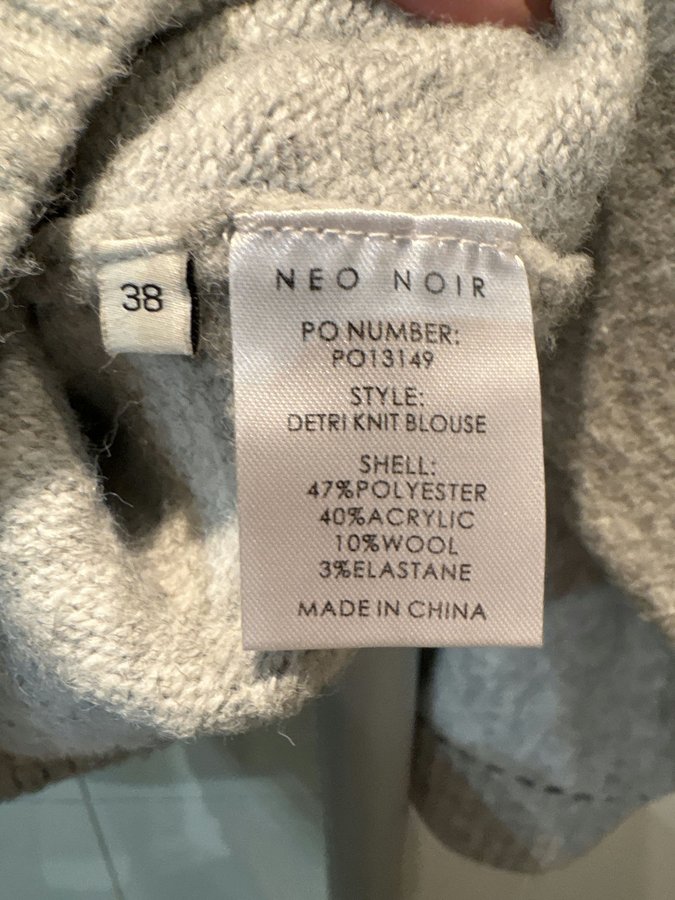 38
NEO NOIR
PO NUMBER:
PO13149
STYLE:
DETRI KNIT BLOUSE
SHELL:
47%POLYESTER
40%ACRYLIC
10%WOOL
3%ELASTANE
MADE IN CHINA